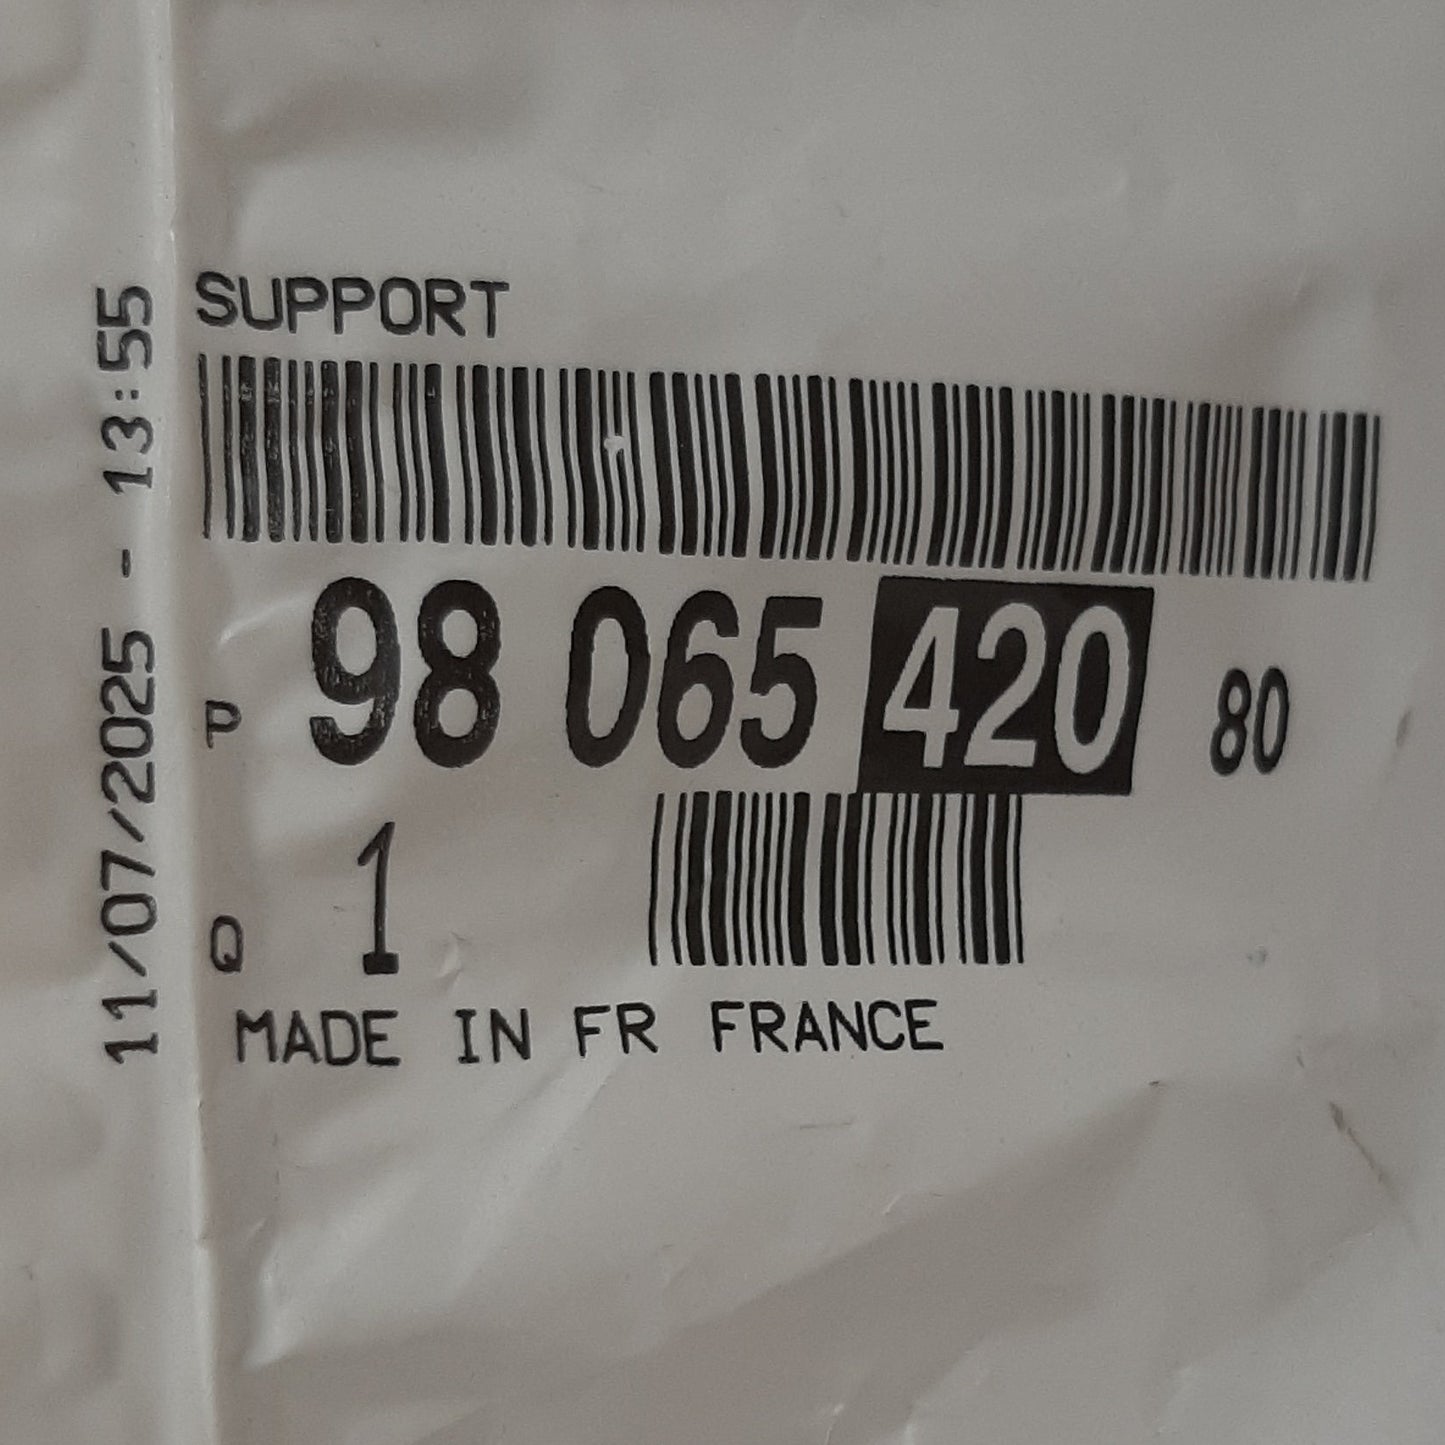 SUPPORT
P 98 065 420 80
Q 1
MADE IN FR FRANCE
11/07/2025 - 13:55